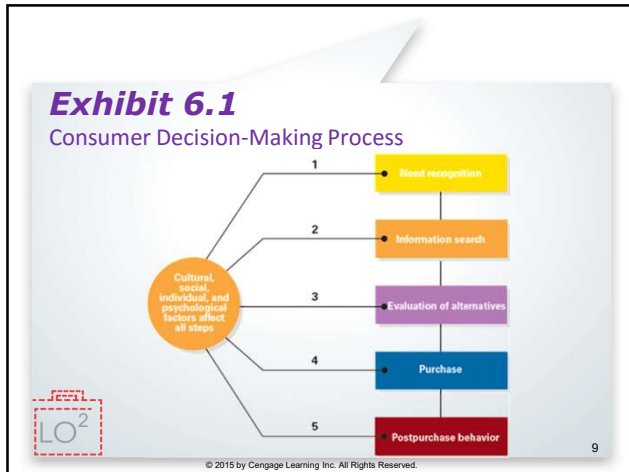 Exhibit 6.1
Consumer Decision-Making Process
1
Need recognition
2
Information search
Cultural,
social,
individual, and
psychological
factors affect
all steps
3
Evaluation of alternatives
4
Purchase
5
Postpurchase behavior
LO2
9
© 2015 by Cengage Learning Inc. All Rights Reserved.